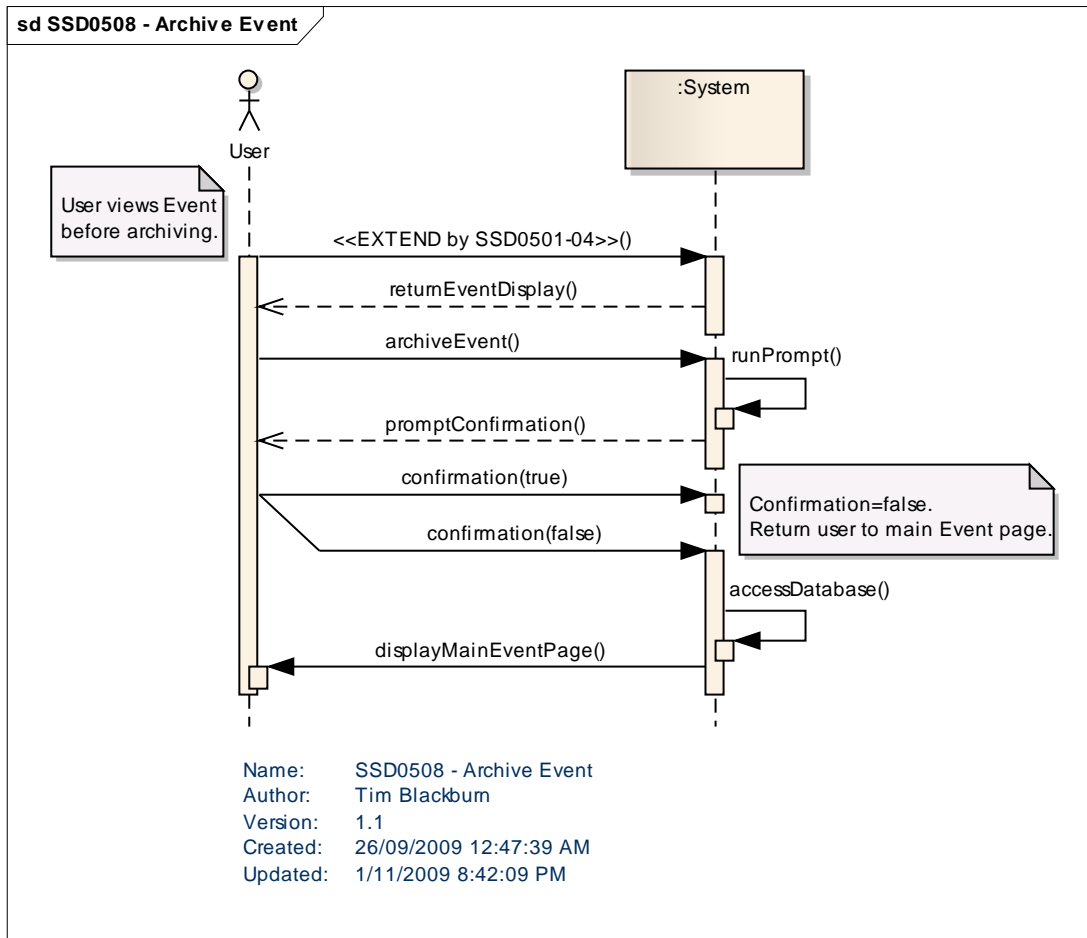 sd SSD0508 - Archive Event
:System
User
User views Event
before archiving.
<<EXTEND by SSD0501-04>>()
returnEventDisplay()
archiveEvent()
runPrompt()
promptConfirmation()
confirmation(true)
Confirmation=false.
Return user to main Event page.
confirmation(false)
accessDatabase()
displayMainEventPage()
Name: SSD0508 - Archive Event
Author: Tim Blackburn
Version: 1.1
Created: 26/09/2009 12:47:39 AM
Updated: 1/11/2009 8:42:09 PM